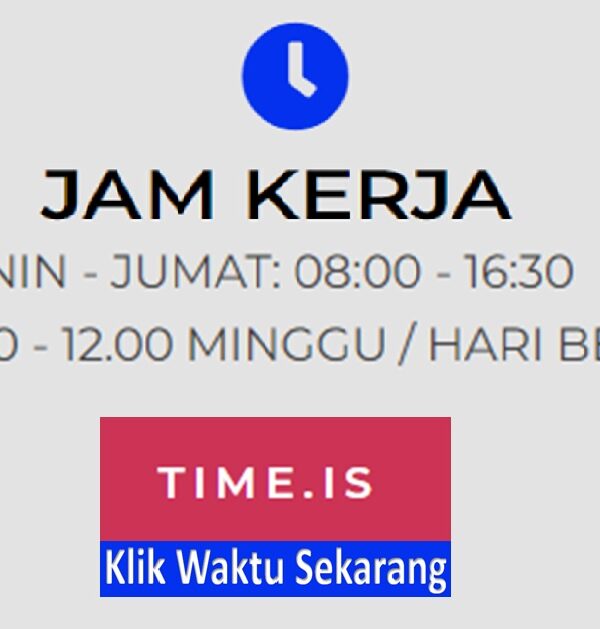 JAM KERJA
NIN - JUMAT: 08:00 - 16:30
0 - 12.00 MINGGU / HARI BE
TIME.IS
Klik Waktu Sekarang